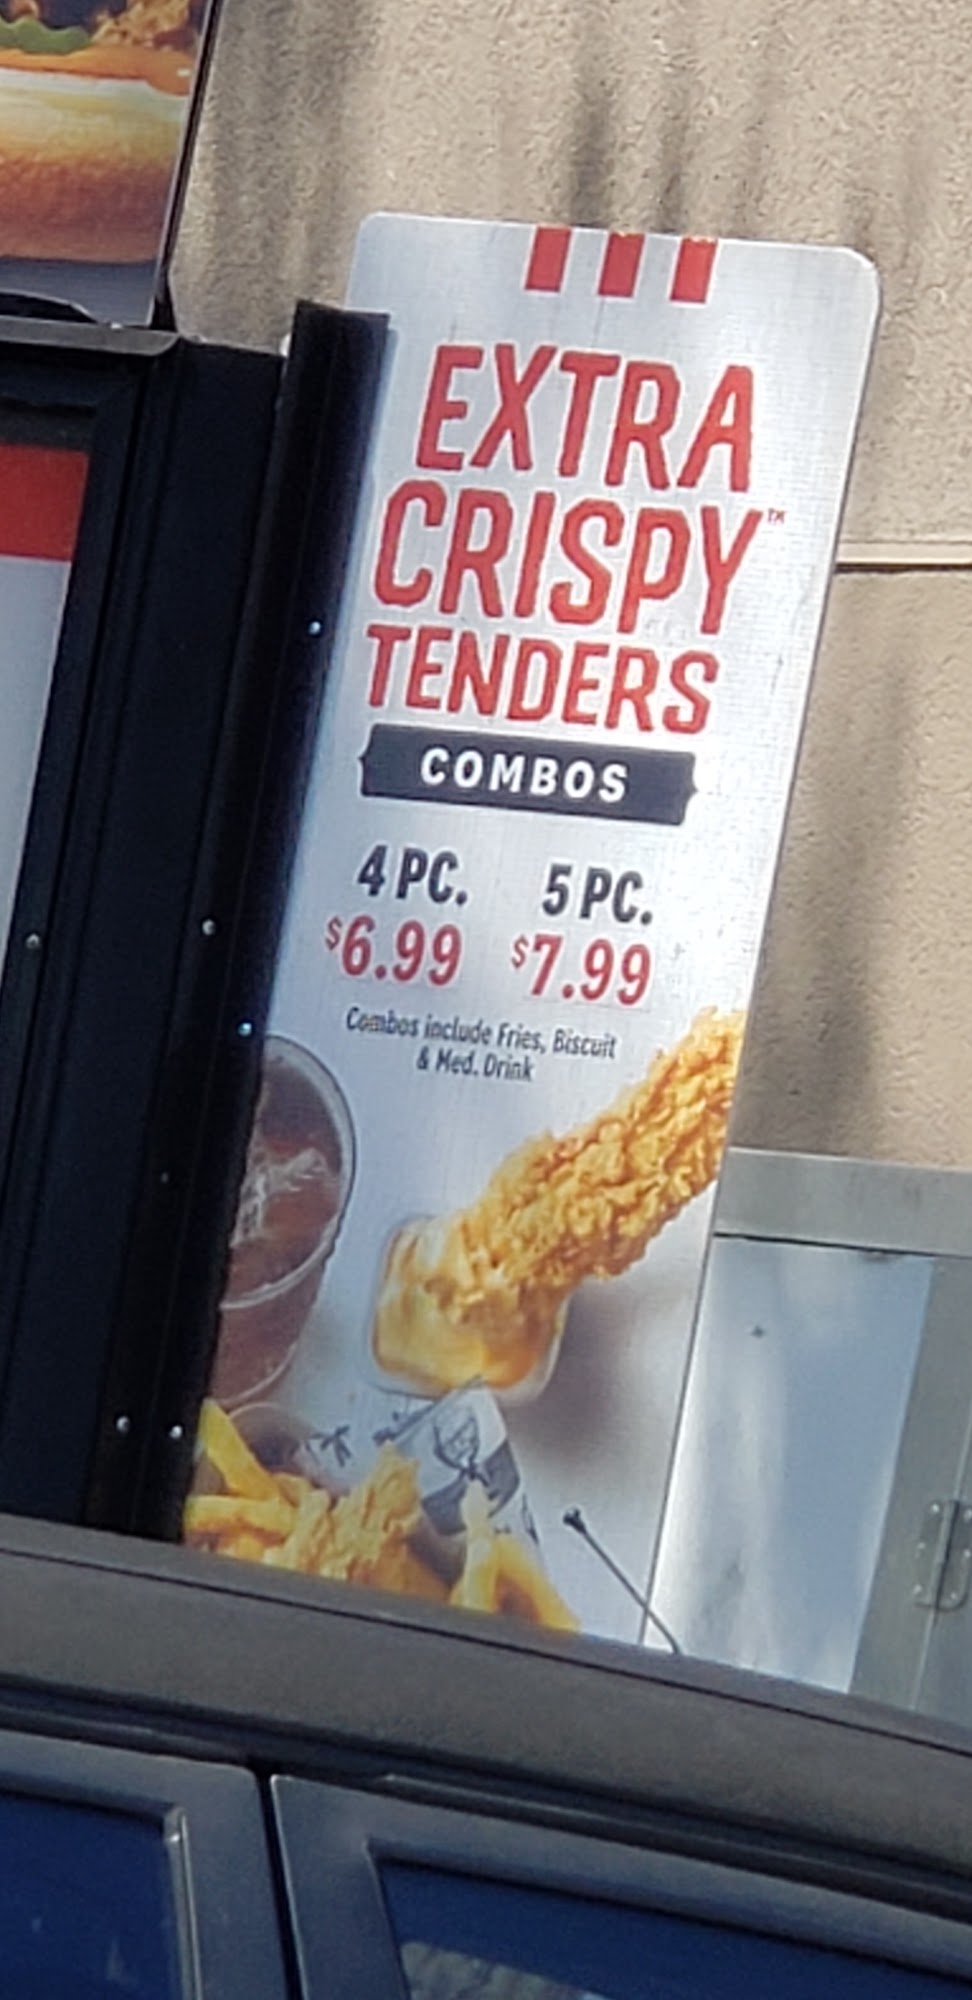 EXTRA
CRISPY™
TENDERS
COMBOS
4 PC. 5 PC.
$6.99 $7.99
Combos include Fries, Biscuit
& Med. Drink